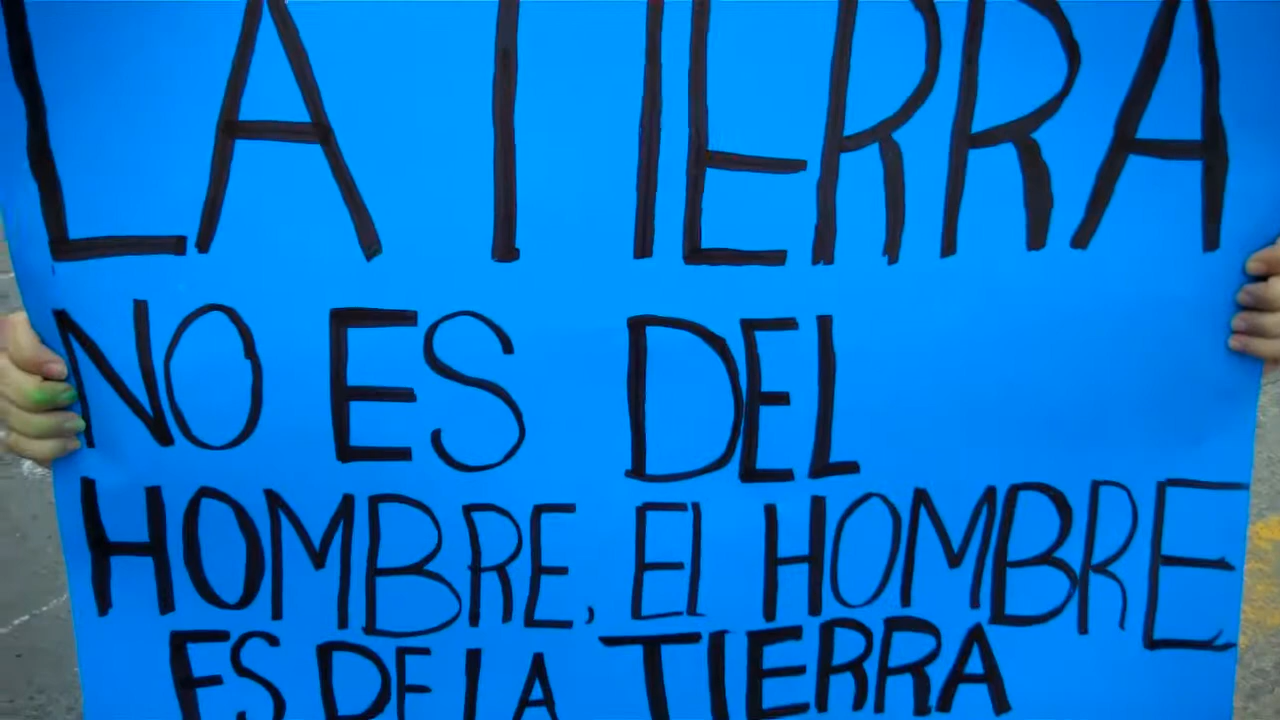 LA TIERRA
NO ES DEL
HOMBRE, EL HOMBRE
ES DE LA TIERRA